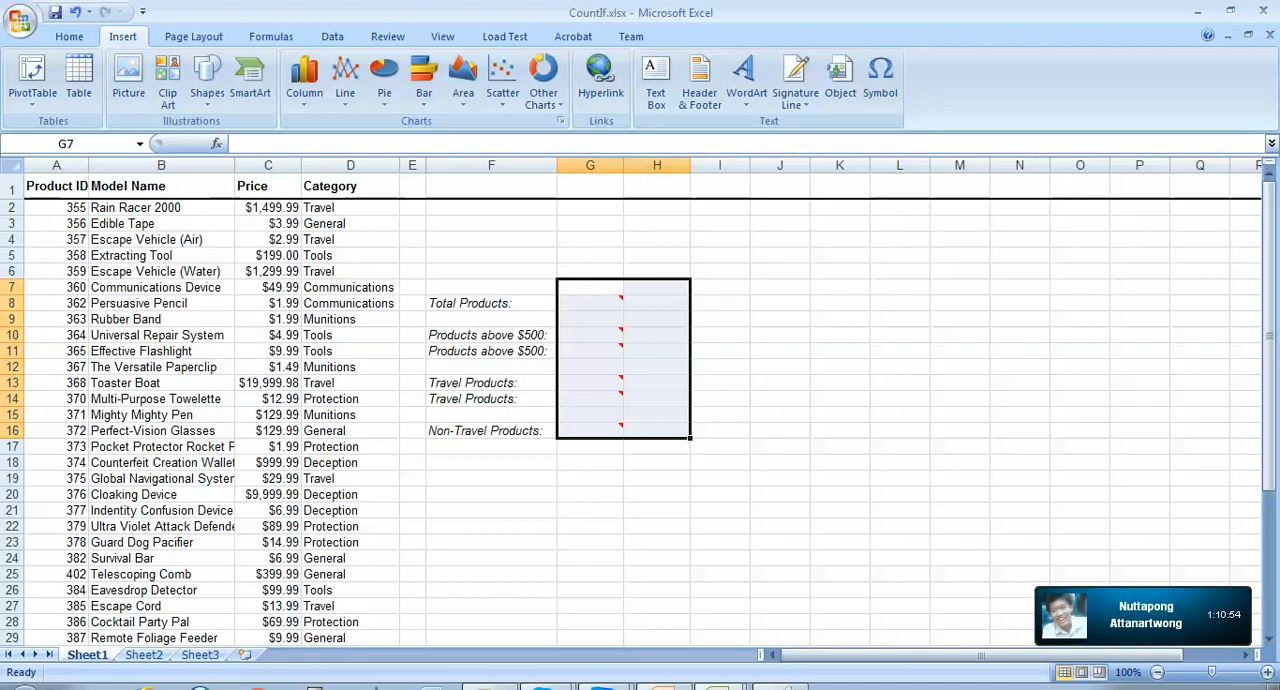 CountIf.xlsx - Microsoft Excel
Home Insert Page Layout Formulas Data Review View Load Test Acrobat Team
PivotTable Table Picture Clip Art Shapes SmartArt Column Line Pie Bar Area Scatter Other Charts Hyperlink Text Box Header & Footer WordArt Signature Line Object Symbol
Tables Illustrations Charts Links Text
G7 fx
A B C D E F G H I J K L M N O P Q
1 Product ID Model Name Price Category
2 355 Rain Racer 2000 $1,499.99 Travel
3 356 Edible Tape $3.99 General
4 357 Escape Vehicle (Air) $2.99 Travel
5 358 Extracting Tool $199.00 Tools
6 359 Escape Vehicle (Water) $1,299.99 Travel
7 360 Communications Device $49.99 Communications
8 362 Persuasive Pencil $1.99 Communications Total Products:
9 363 Rubber Band $1.99 Munitions
10 364 Universal Repair System $4.99 Tools Products above $500:
11 365 Effective Flashlight $9.99 Tools Products above $500:
12 367 The Versatile Paperclip $1.49 Munitions
13 368 Toaster Boat $19,999.98 Travel Travel Products:
14 370 Multi-Purpose Towelette $12.99 Protection Travel Products:
15 371 Mighty Mighty Pen $129.99 Munitions
16 372 Perfect-Vision Glasses $129.99 General Non-Travel Products:
17 373 Pocket Protector Rocket P $1.99 Protection
18 374 Counterfeit Creation Wallet $999.99 Deception
19 375 Global Navigational System $29.99 Travel
20 376 Cloaking Device $9,999.99 Deception
21 377 Indentity Confusion Device $6.99 Deception
22 379 Ultra Violet Attack Defende $89.99 Protection
23 378 Guard Dog Pacifier $14.99 Protection
24 382 Survival Bar $6.99 General
25 402 Telescoping Comb $399.99 General
26 384 Eavesdrop Detector $99.99 Tools
27 385 Escape Cord $13.99 Travel
28 386 Cocktail Party Pal $69.99 Protection
29 387 Remote Foliage Feeder $9.99 General
Nuttapong
Attanartwong
1:10:54
Sheet1 Sheet2 Sheet3
Ready 100%